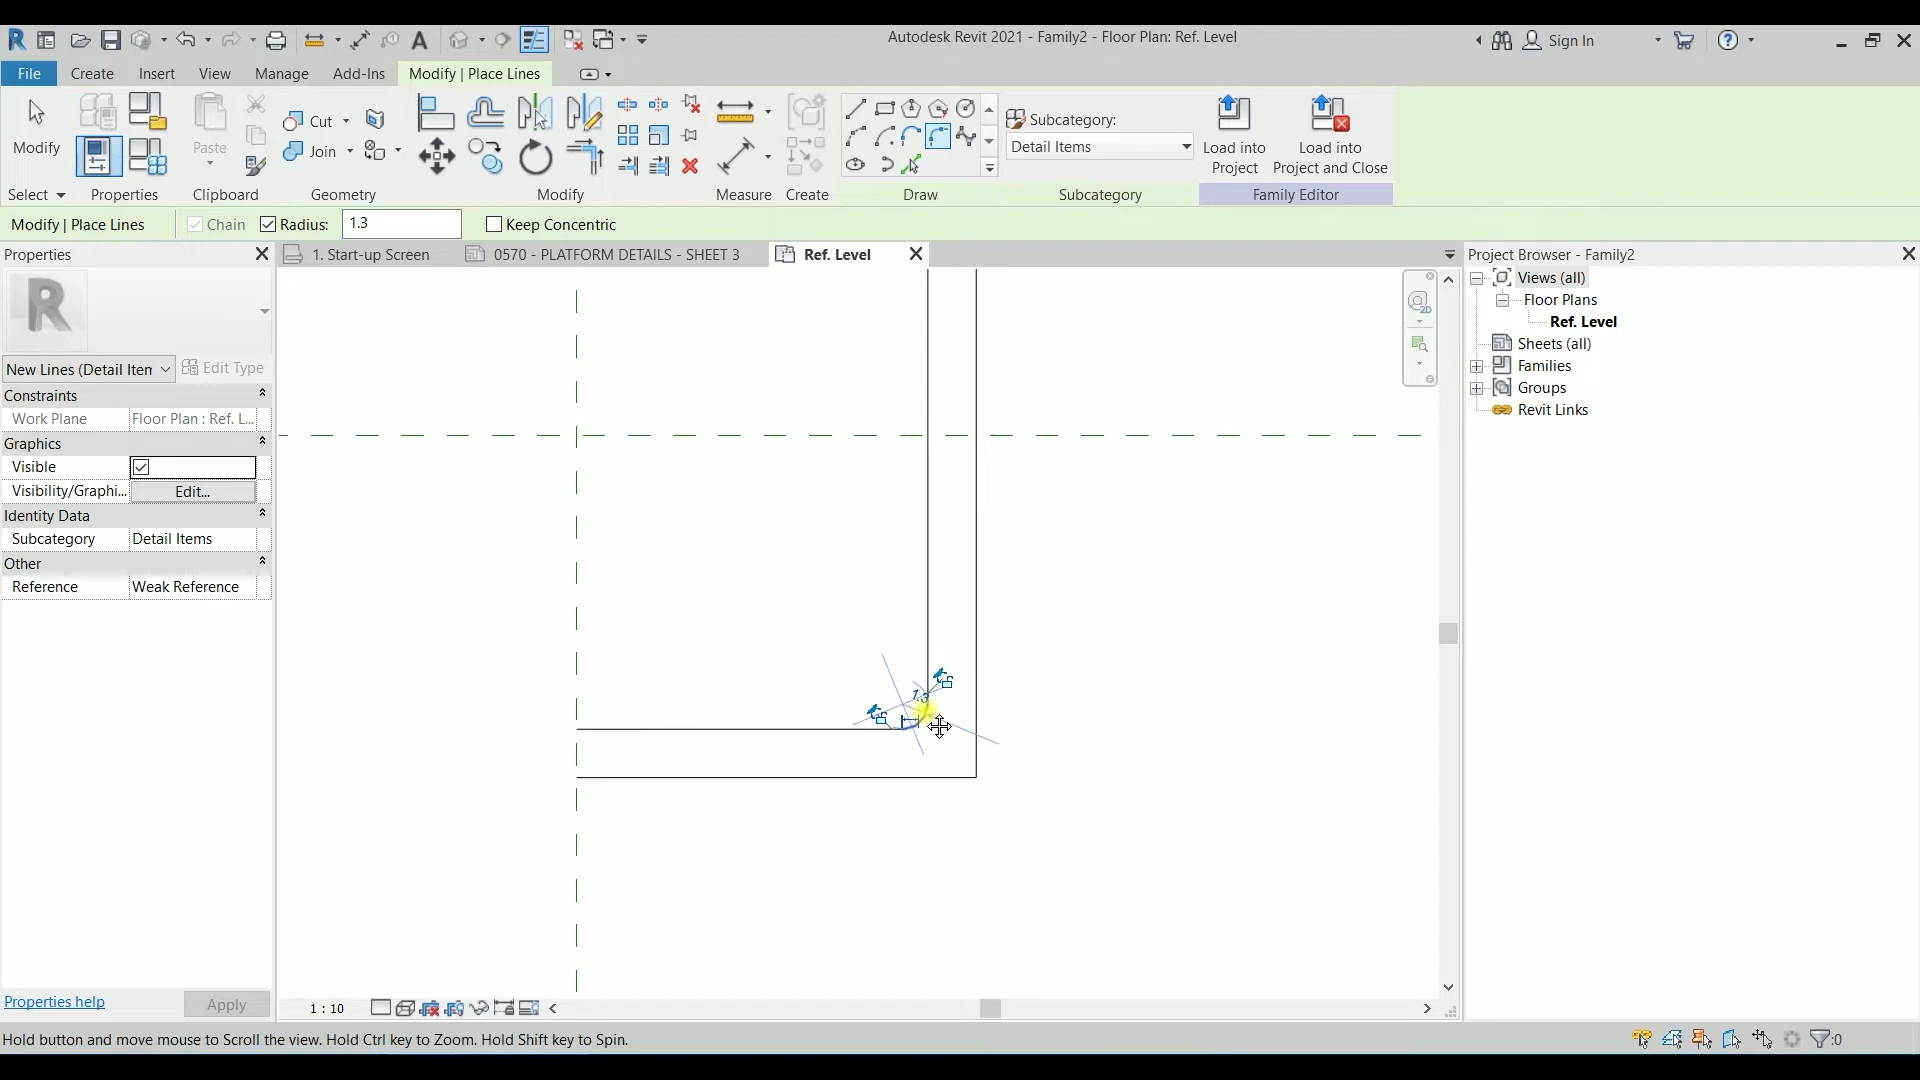 Autodesk Revit 2021 - Family2 - Floor Plan: Ref. Level
Sign In
File
Create
Insert
View
Manage
Add-Ins
Modify | Place Lines
Modify
Paste
Cut
Join
Subcategory:
Detail Items
Load into
Project
Load into
Project and Close
Select
Properties
Clipboard
Geometry
Modify
Measure
Create
Draw
Subcategory
Family Editor
Modify | Place Lines
Chain
Radius:
1.3
Keep Concentric
Properties
1. Start-up Screen
0570 - PLATFORM DETAILS - SHEET 3
Ref. Level
Project Browser - Family2
Views (all)
Floor Plans
Ref. Level
Sheets (all)
Families
Groups
Revit Links
R
New Lines (Detail Iten
Edit Type
Constraints
Work Plane
Floor Plan : Ref. L...
Graphics
Visible
Visibility/Graphi...
Edit...
Identity Data
Subcategory
Detail Items
Other
Reference
Weak Reference
2D
1.3
Properties help
Apply
1 : 10
Hold button and move mouse to Scroll the view. Hold Ctrl key to Zoom. Hold Shift key to Spin.
:0